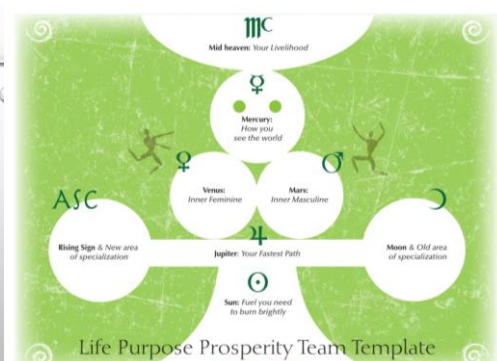 MC
Mid heaven: Your Livelihood
Mercury:
How you
see the world
Venus:
Inner Feminine
Mars:
Inner Masculine
ASC
Rising Sign & New area
of specialization
Jupiter: Your Fastest Path
Moon & Old area
of specialization
Sun: Fuel you need
to burn brightly
Life Purpose Prosperity Team Template